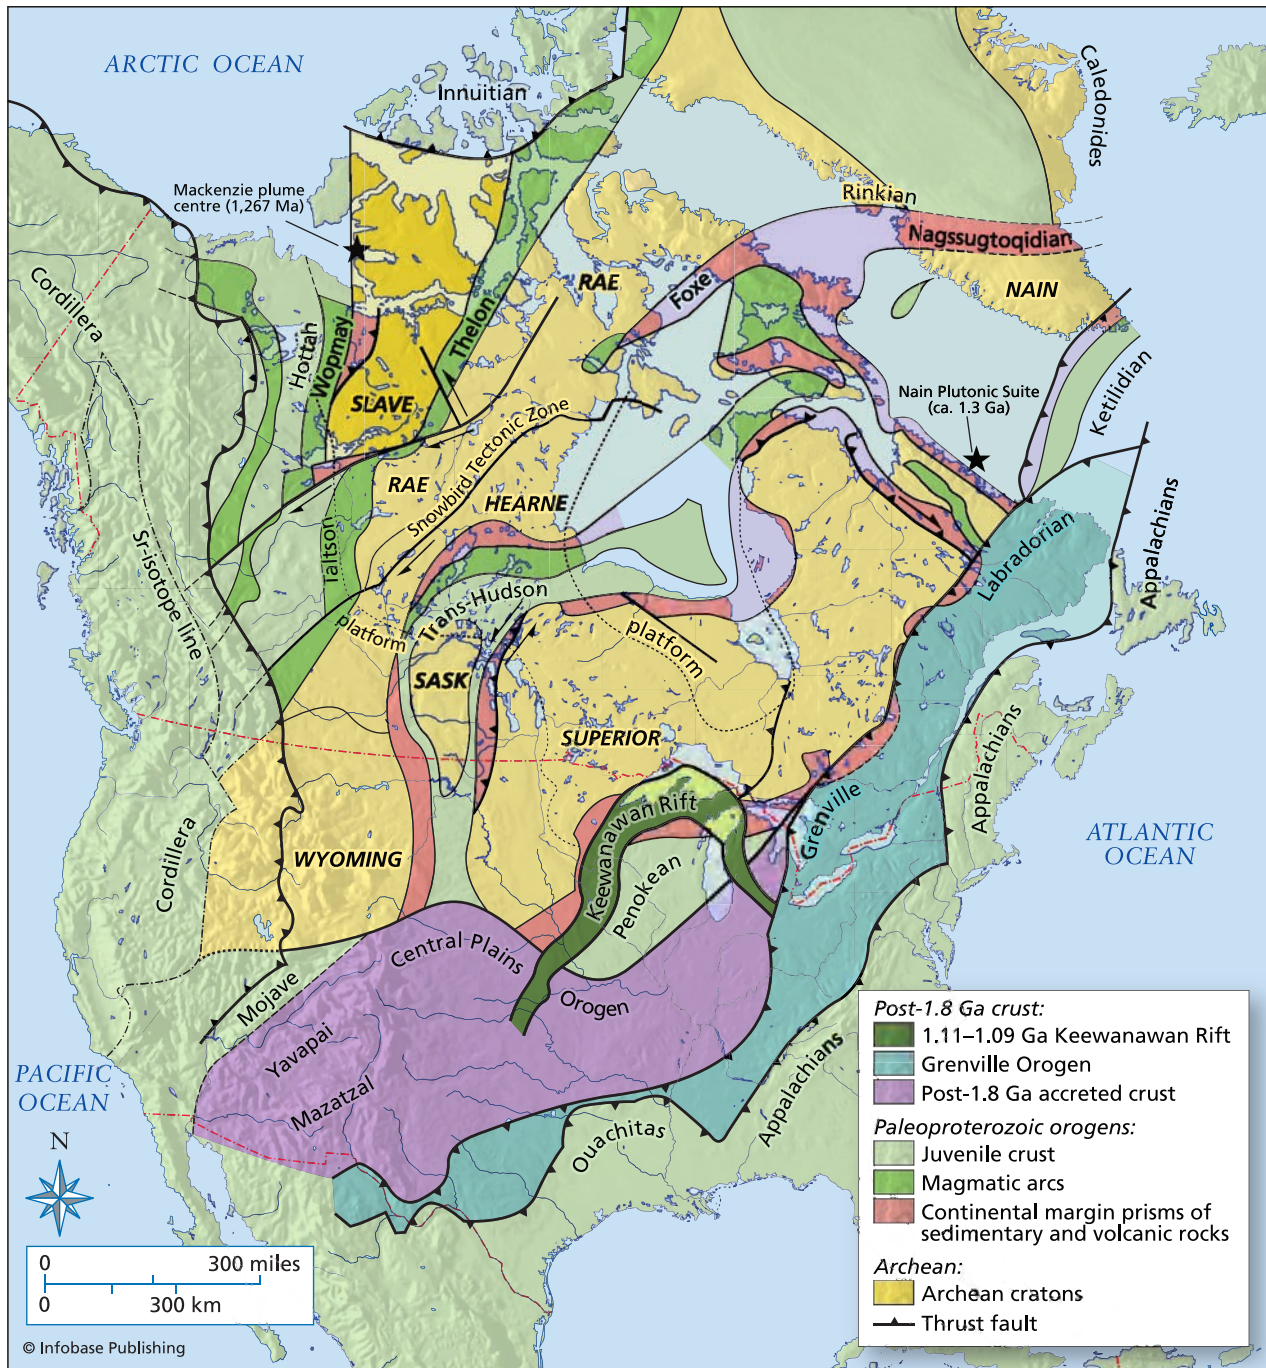 ARCTIC OCEAN
Innuitian
Caledonides
Mackenzie plume
centre (1,267 Ma)
Rinkian
Nagssugtoqidian
Cordillera
RAE
Foxe
NAIN
Hottah
Wopmay
Thelon
SLAVE
Nain Plutonic Suite
(ca. 1.3 Ga)
Ketilidian
Snowbird Tectonic Zone
RAE
HEARNE
Appalachians
Sr-isotope line
Taltson
Labradorian
Trans-Hudson
platform
platform
SASK
SUPERIOR
Appalachians
Keewanawan Rift
Grenville
ATLANTIC
OCEAN
Cordillera
WYOMING
Penokean
Central Plains
Orogen
Mojave
Yavapai
Mazatzal
PACIFIC
OCEAN
Appalachians
Ouachitas
N
0 300 miles
0 300 km
© Infobase Publishing
Post-1.8 Ga crust:
1.11–1.09 Ga Keewanawan Rift
Grenville Orogen
Post-1.8 Ga accreted crust
Paleoproterozoic orogens:
Juvenile crust
Magmatic arcs
Continental margin prisms of
sedimentary and volcanic rocks
Archean:
Archean cratons
Thrust fault